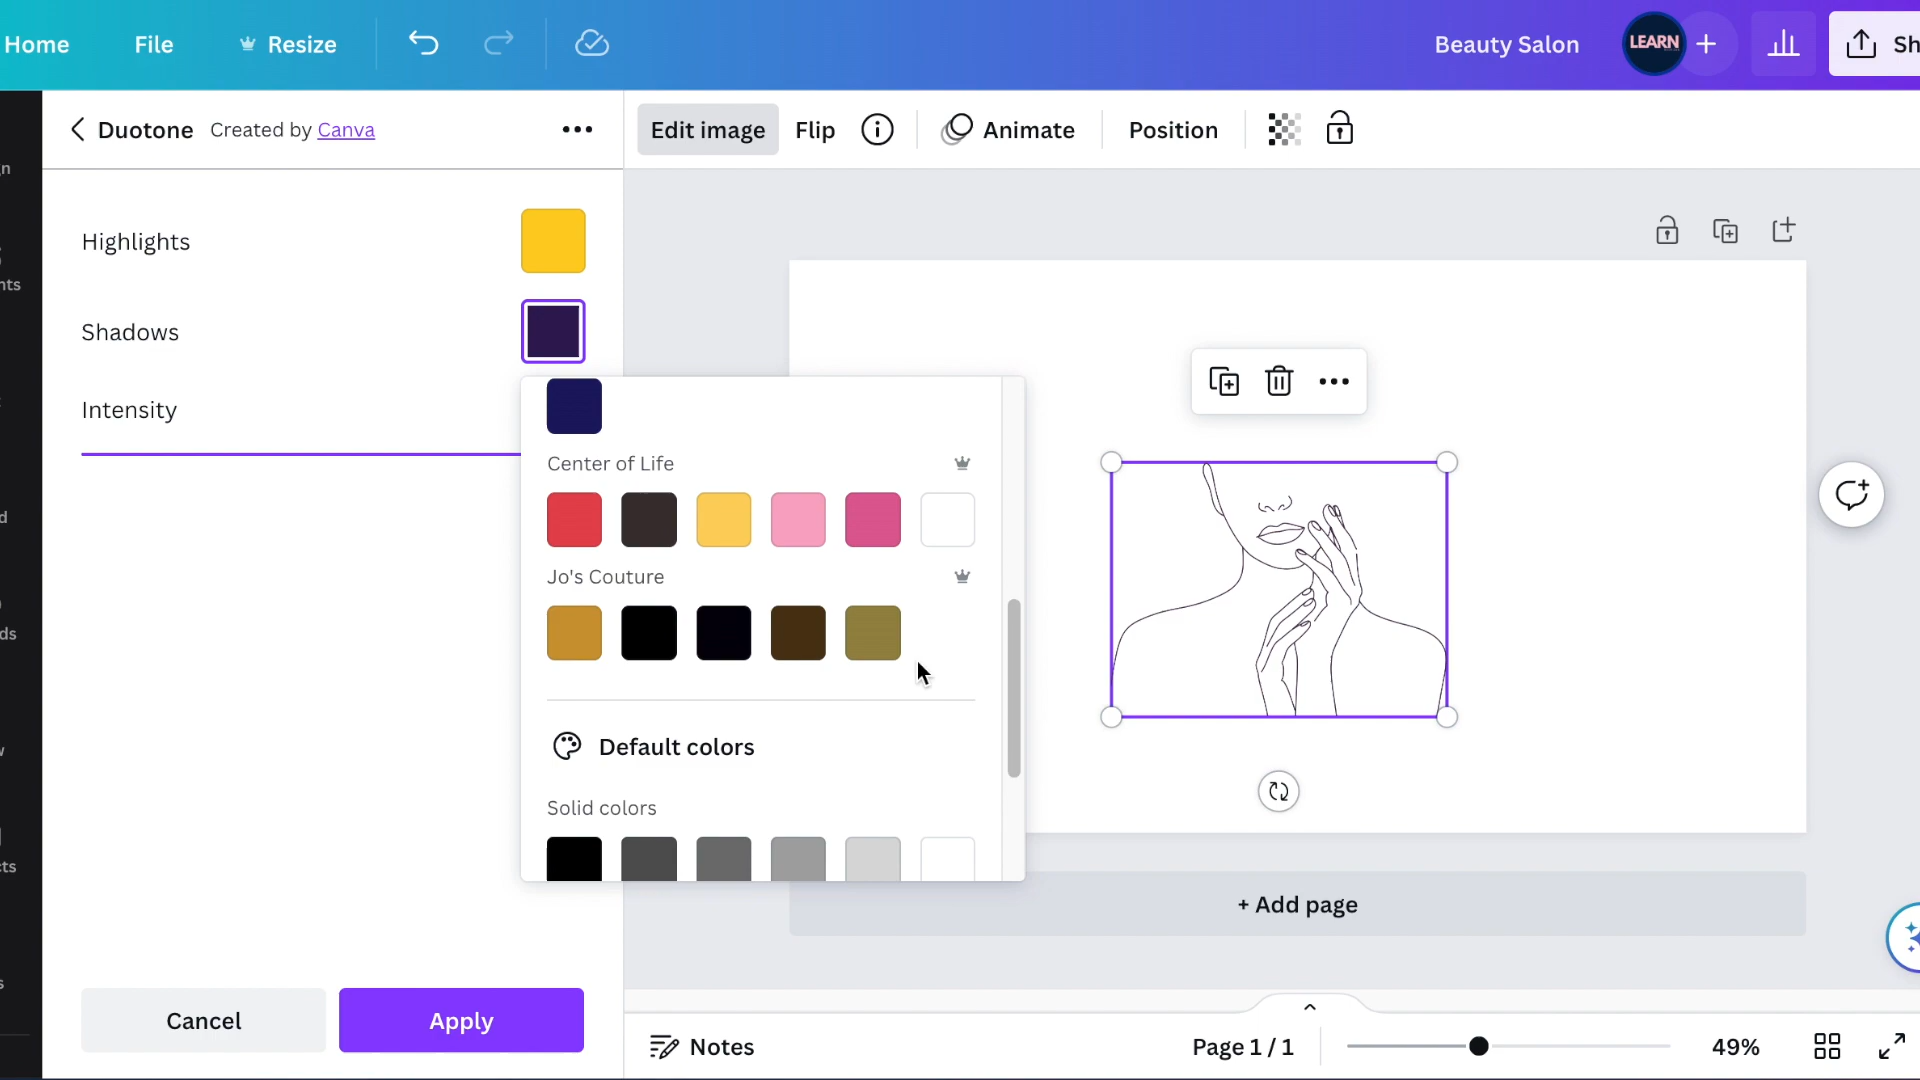 Home File Resize Beauty Salon LEARN + Sh
Duotone Created by Canva
Edit image Flip Animate Position
Highlights
Shadows
Intensity
Center of Life
Jo's Couture
Default colors
Solid colors
+ Add page
Cancel Apply
Notes Page 1 / 1 49%